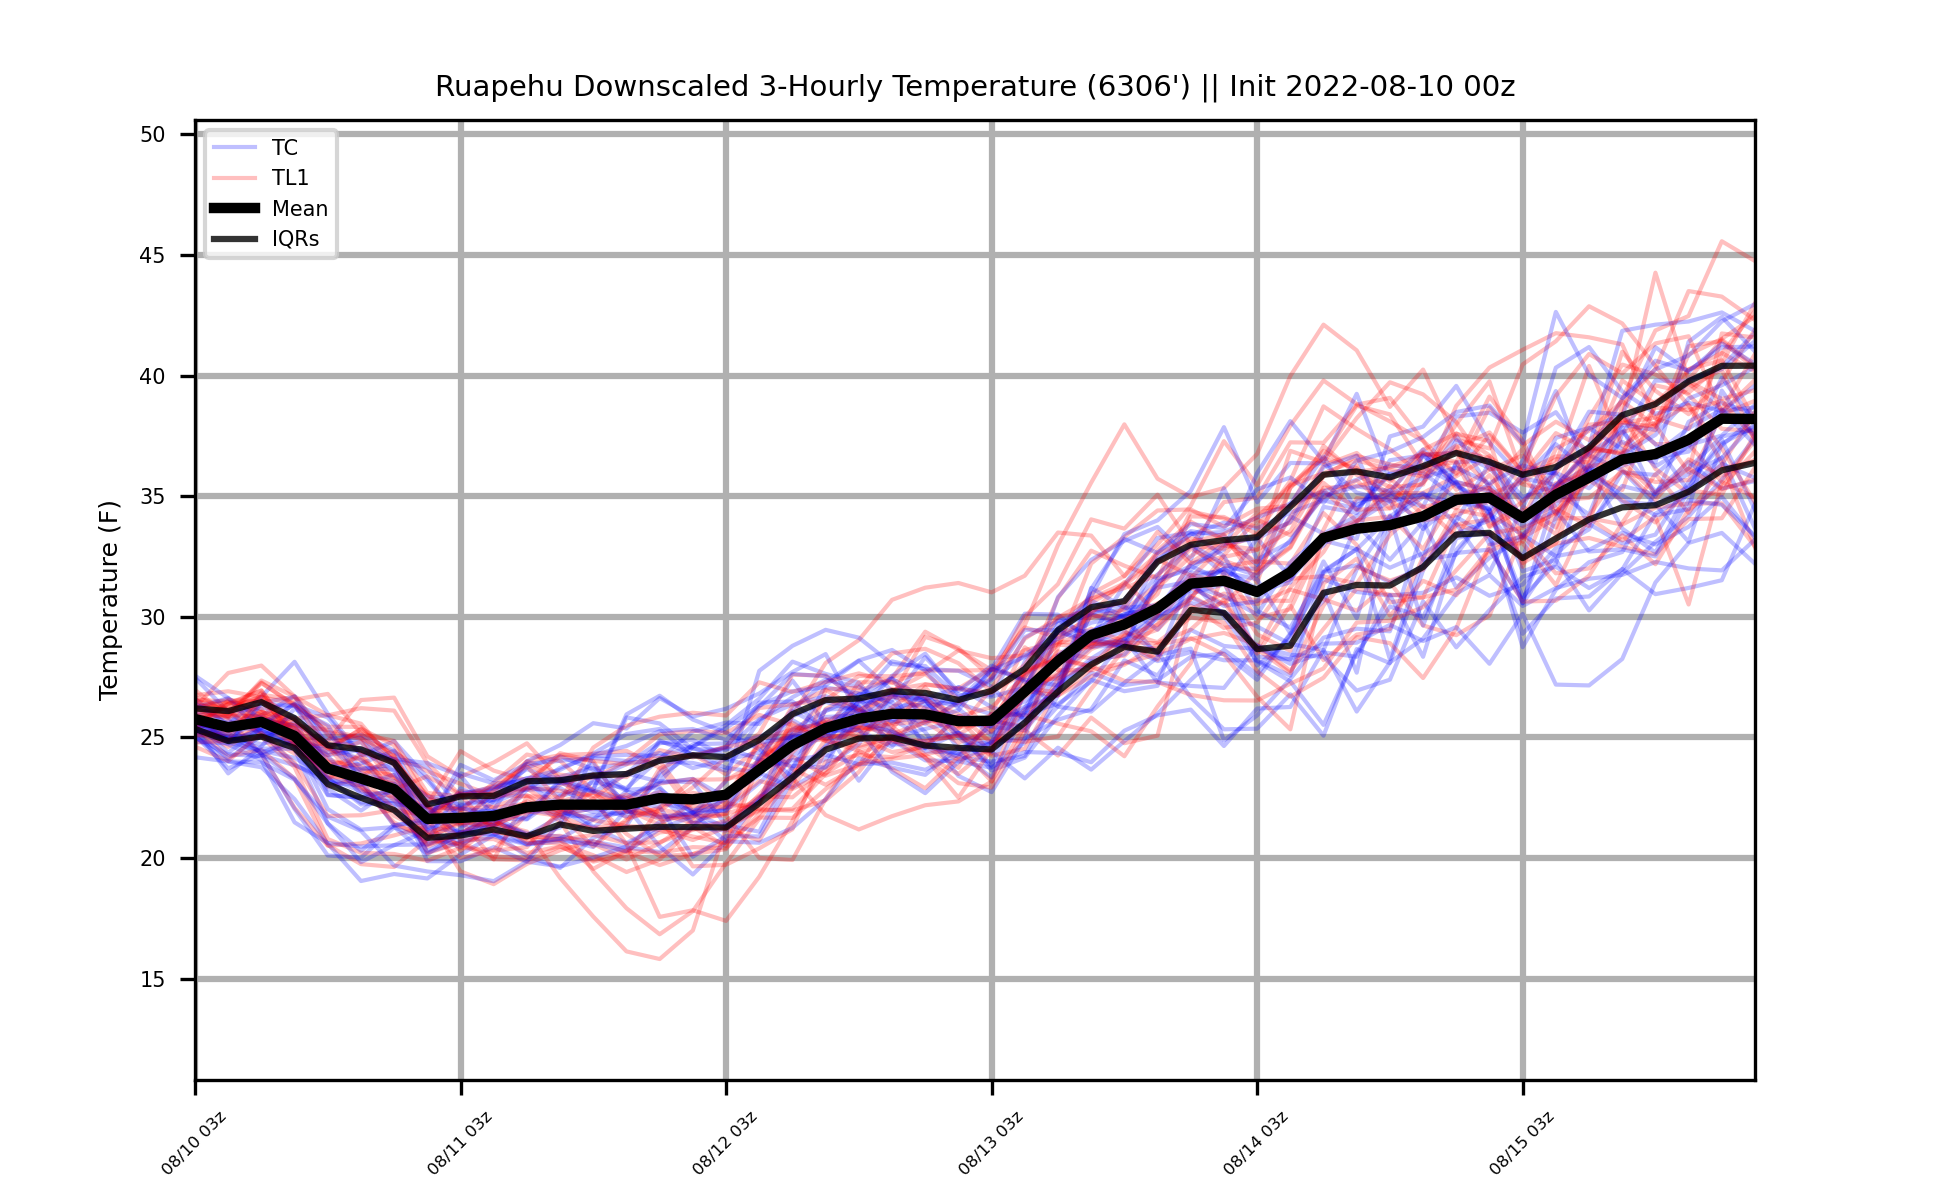 Ruapehu Downscaled 3-Hourly Temperature (6306') || Init 2022-08-10 00z
TC
TL1
Mean
IQRs
50
45
40
35
30
25
20
15
Temperature (F)
08/10 03z
08/11 03z
08/12 03z
08/13 03z
08/14 03z
08/15 03z